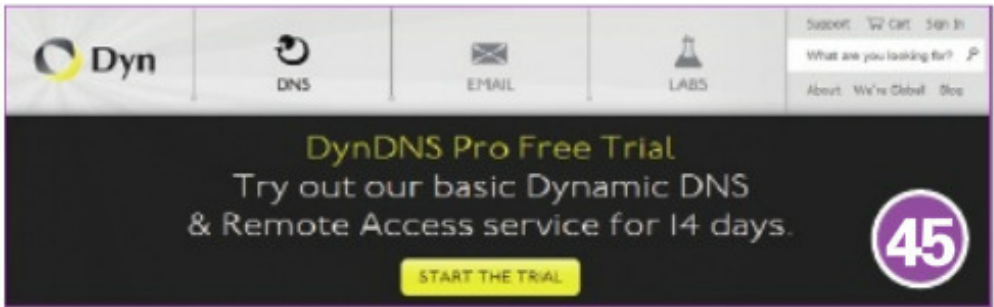 Dyn
DNS
EMAIL
LABS
Support Cart Sign In
What are you looking for?
About We're Global! Blog
DynDNS Pro Free Trial
Try out our basic Dynamic DNS
& Remote Access service for 14 days.
START THE TRIAL
45